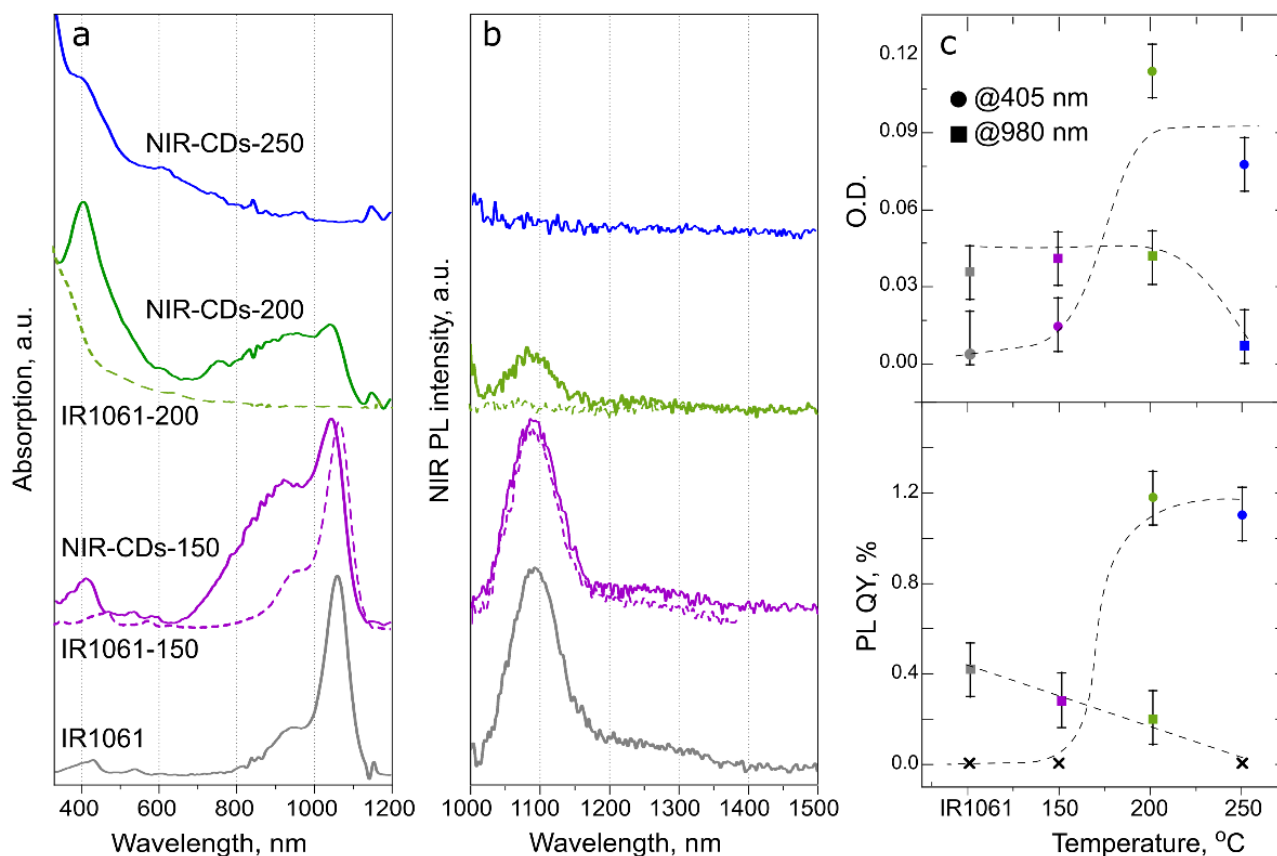 a
NIR-CDs-250
NIR-CDs-200
IR1061-200
NIR-CDs-150
IR1061-150
IR1061
Absorption, a.u.
400 600 800 1000 1200
Wavelength, nm
b
NIR PL intensity, a.u.
1000 1100 1200 1300 1400 1500
Wavelength, nm
c
@405 nm
@980 nm
O.D.
0.12
0.09
0.06
0.03
0.00
PL QY, %
1.2
0.8
0.4
0.0
IR1061 150 200 250
Temperature, °C